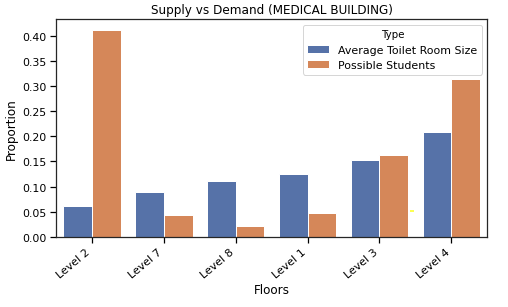 Supply vs Demand (MEDICAL BUILDING)
Type
Average Toilet Room Size
Possible Students
0.40
0.35
0.30
0.25
0.20
0.15
0.10
0.05
0.00
Proportion
Level 2
Level 7
Level 8
Level 1
Level 3
Level 4
Floors